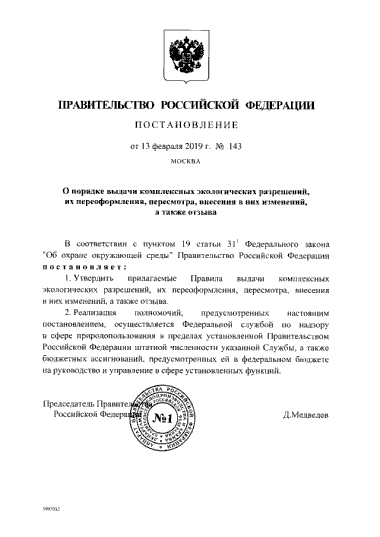 ПРАВИТЕЛЬСТВО РОССИЙСКОЙ ФЕДЕРАЦИИ
ПОСТАНОВЛЕНИЕ
от 13 февраля 2019 г. № 143
МОСКВА
О порядке выдачи комплексных экологических разрешений,
их переоформления, пересмотра, внесения в них изменений,
а также отзыва
В соответствии с пунктом 19 статьи 31¹ Федерального закона
"Об охране окружающей среды" Правительство Российской Федерации
постановляет:
1. Утвердить прилагаемые Правила выдачи комплексных
экологических разрешений, их переоформления, пересмотра, внесения
в них изменений, а также отзыва.
2. Реализация полномочий, предусмотренных настоящим
постановлением, осуществляется Федеральной службой по надзору
в сфере природопользования в пределах установленной Правительством
Российской Федерации штатной численности указанной Службы, а также
бюджетных ассигнований, предусмотренных ей в федеральном бюджете
на руководство и управление в сфере установленных функций.
Председатель Правительства
Российской Федерации
№1
Д.Медведев